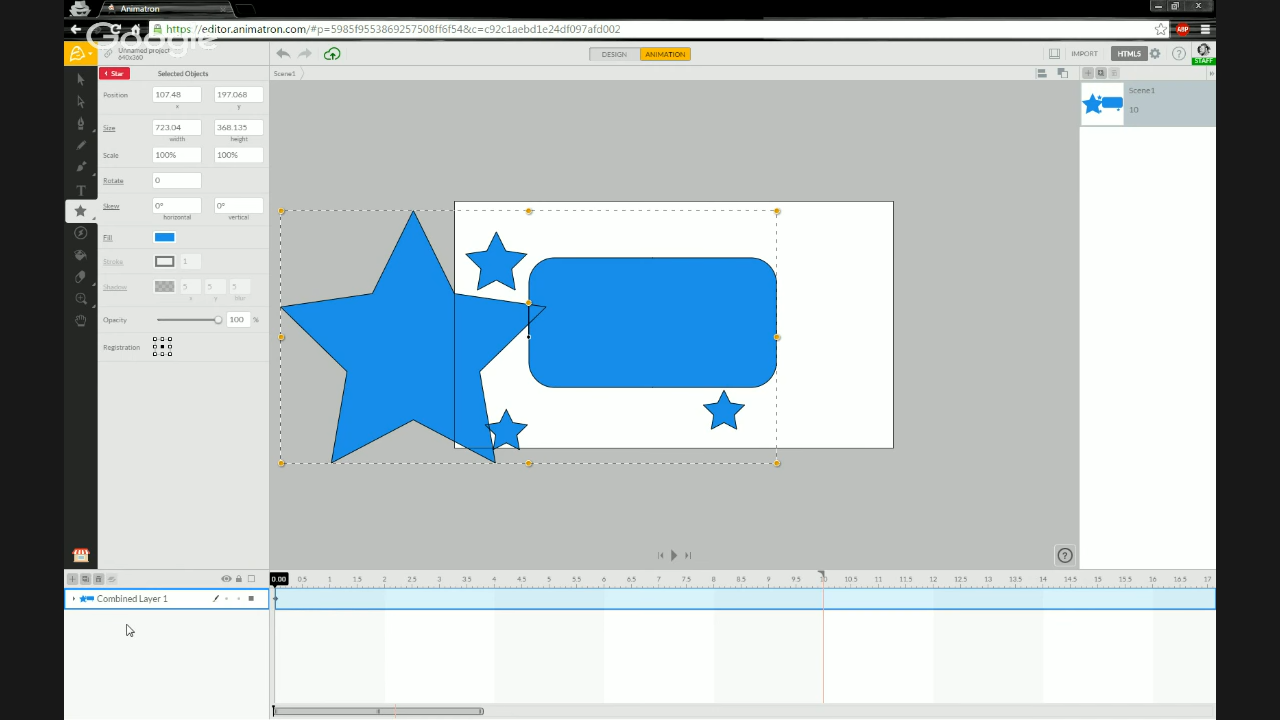 Animatron
https://editor.animatron.com/#p=5985f9553869257508ff6f54&c=c92c1aebd1e24df097afd002
Google
ABP
Unnamed project
640x360
DESIGN
ANIMATION
IMPORT
HTML5
?
STAFF
Star
Selected Objects
Scene1
Position
107.48
197.068
x
y
Size
723.04
368.135
width
height
Scale
100%
100%
Rotate
0
Skew
0°
0°
horizontal
vertical
Fill
Stroke
1
Shadow
5
5
5
x
y
blur
Opacity
100
%
Registration
T
Scene1
10
?
0.00
0.5 1 1.5 2 2.5 3 3.5 4 4.5 5 5.5 6 6.5 7 7.5 8 8.5 9 9.5 10 10.5 11 11.5 12 12.5 13 13.5 14 14.5 15 15.5 16 16.5 17
Combined Layer 1